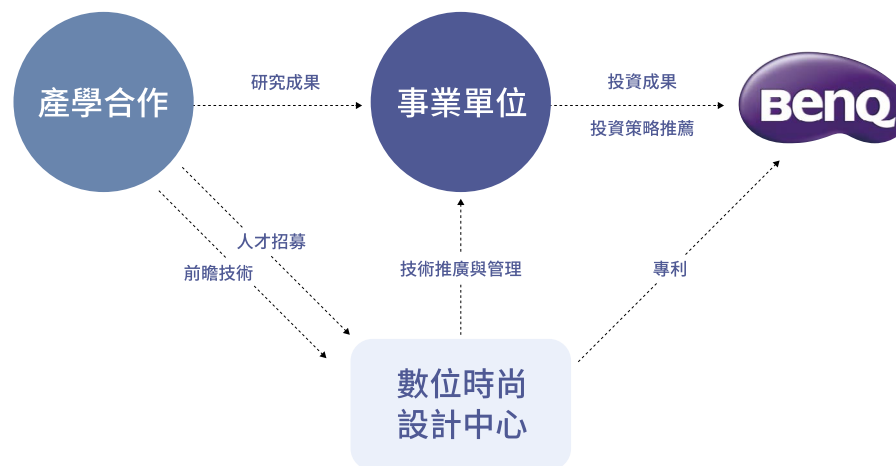 產學合作
研究成果
事業單位
投資成果
投資策略推薦
BenQ
人才招募
前瞻技術
技術推廣與管理
專利
數位時尚
設計中心